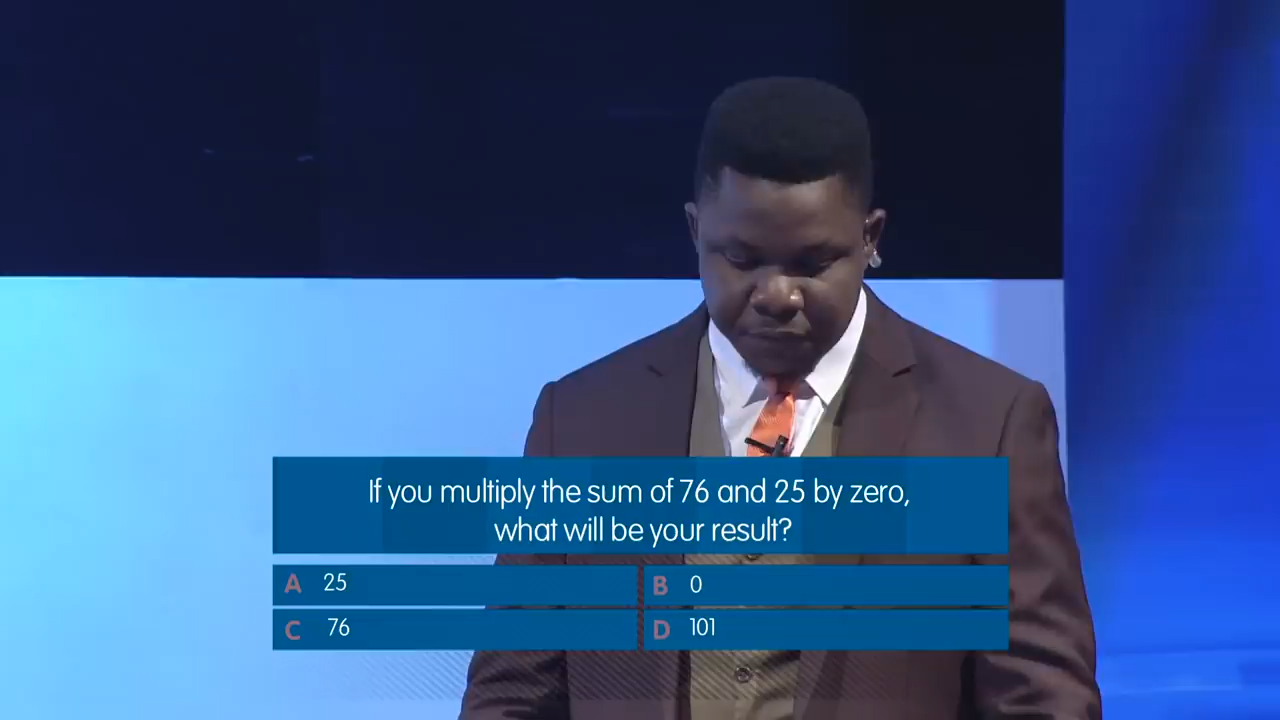 If you multiply the sum of 76 and 25 by zero,
what will be your result?
A 25
B 0
C 76
D 101